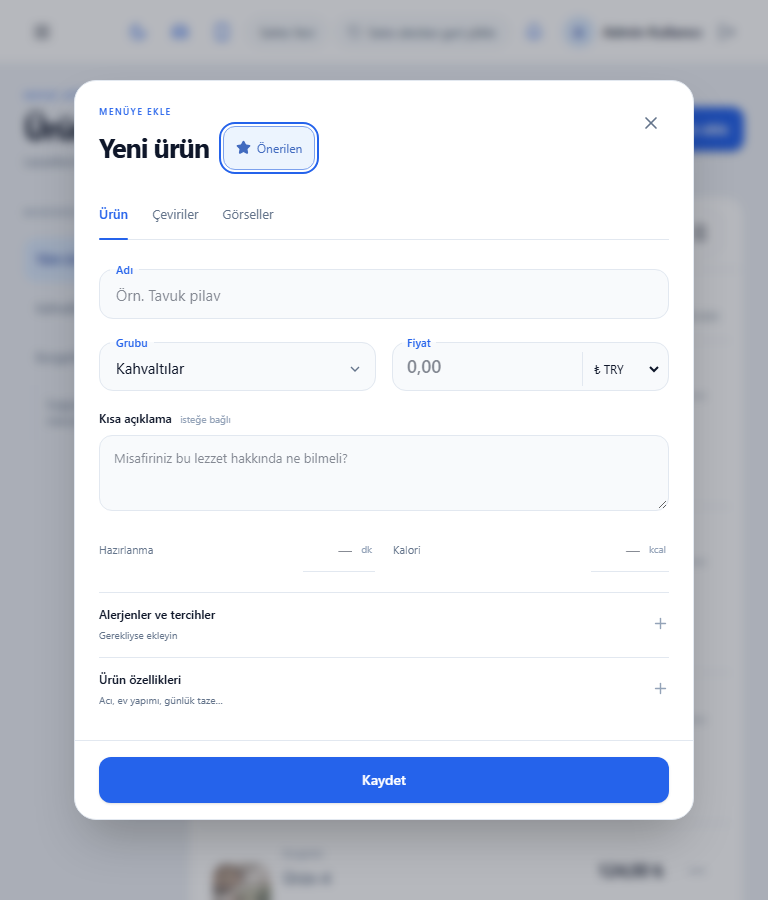 MENÜYE EKLE
Yeni ürün
Önerilen
Ürün
Çeviriler
Görseller
Adı
Örn. Tavuk pilav
Grubu
Kahvaltılar
Fiyat
0,00
₺ TRY
Kısa açıklama
isteğe bağlı
Misafiriniz bu lezzet hakkında ne bilmeli?
Hazırlanma
— dk
Kalori
— kcal
Alerjenler ve tercihler
Gerekliyse ekleyin
Ürün özellikleri
Acı, ev yapımı, günlük taze...
Kaydet